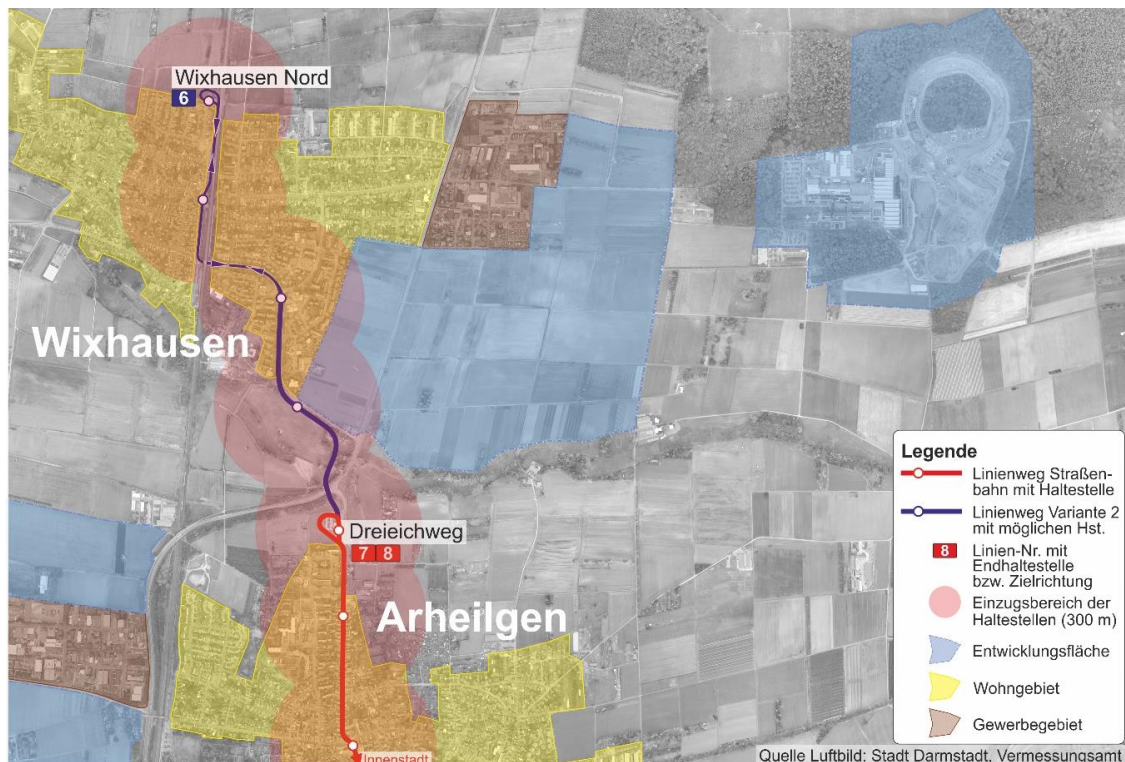 Wixhausen Nord
6
Wixhausen
Dreieichweg
7 8
Arheilgen
Innenstadt
Legende
Linienweg Straßen-
bahn mit Haltestelle
Linienweg Variante 2
mit möglichen Hst.
8 Linien-Nr. mit
Endhaltestelle
bzw. Zielrichtung
Einzugsbereich der
Haltestellen (300 m)
Entwicklungsfläche
Wohngebiet
Gewerbegebiet
Quelle Luftbild: Stadt Darmstadt, Vermessungsamt